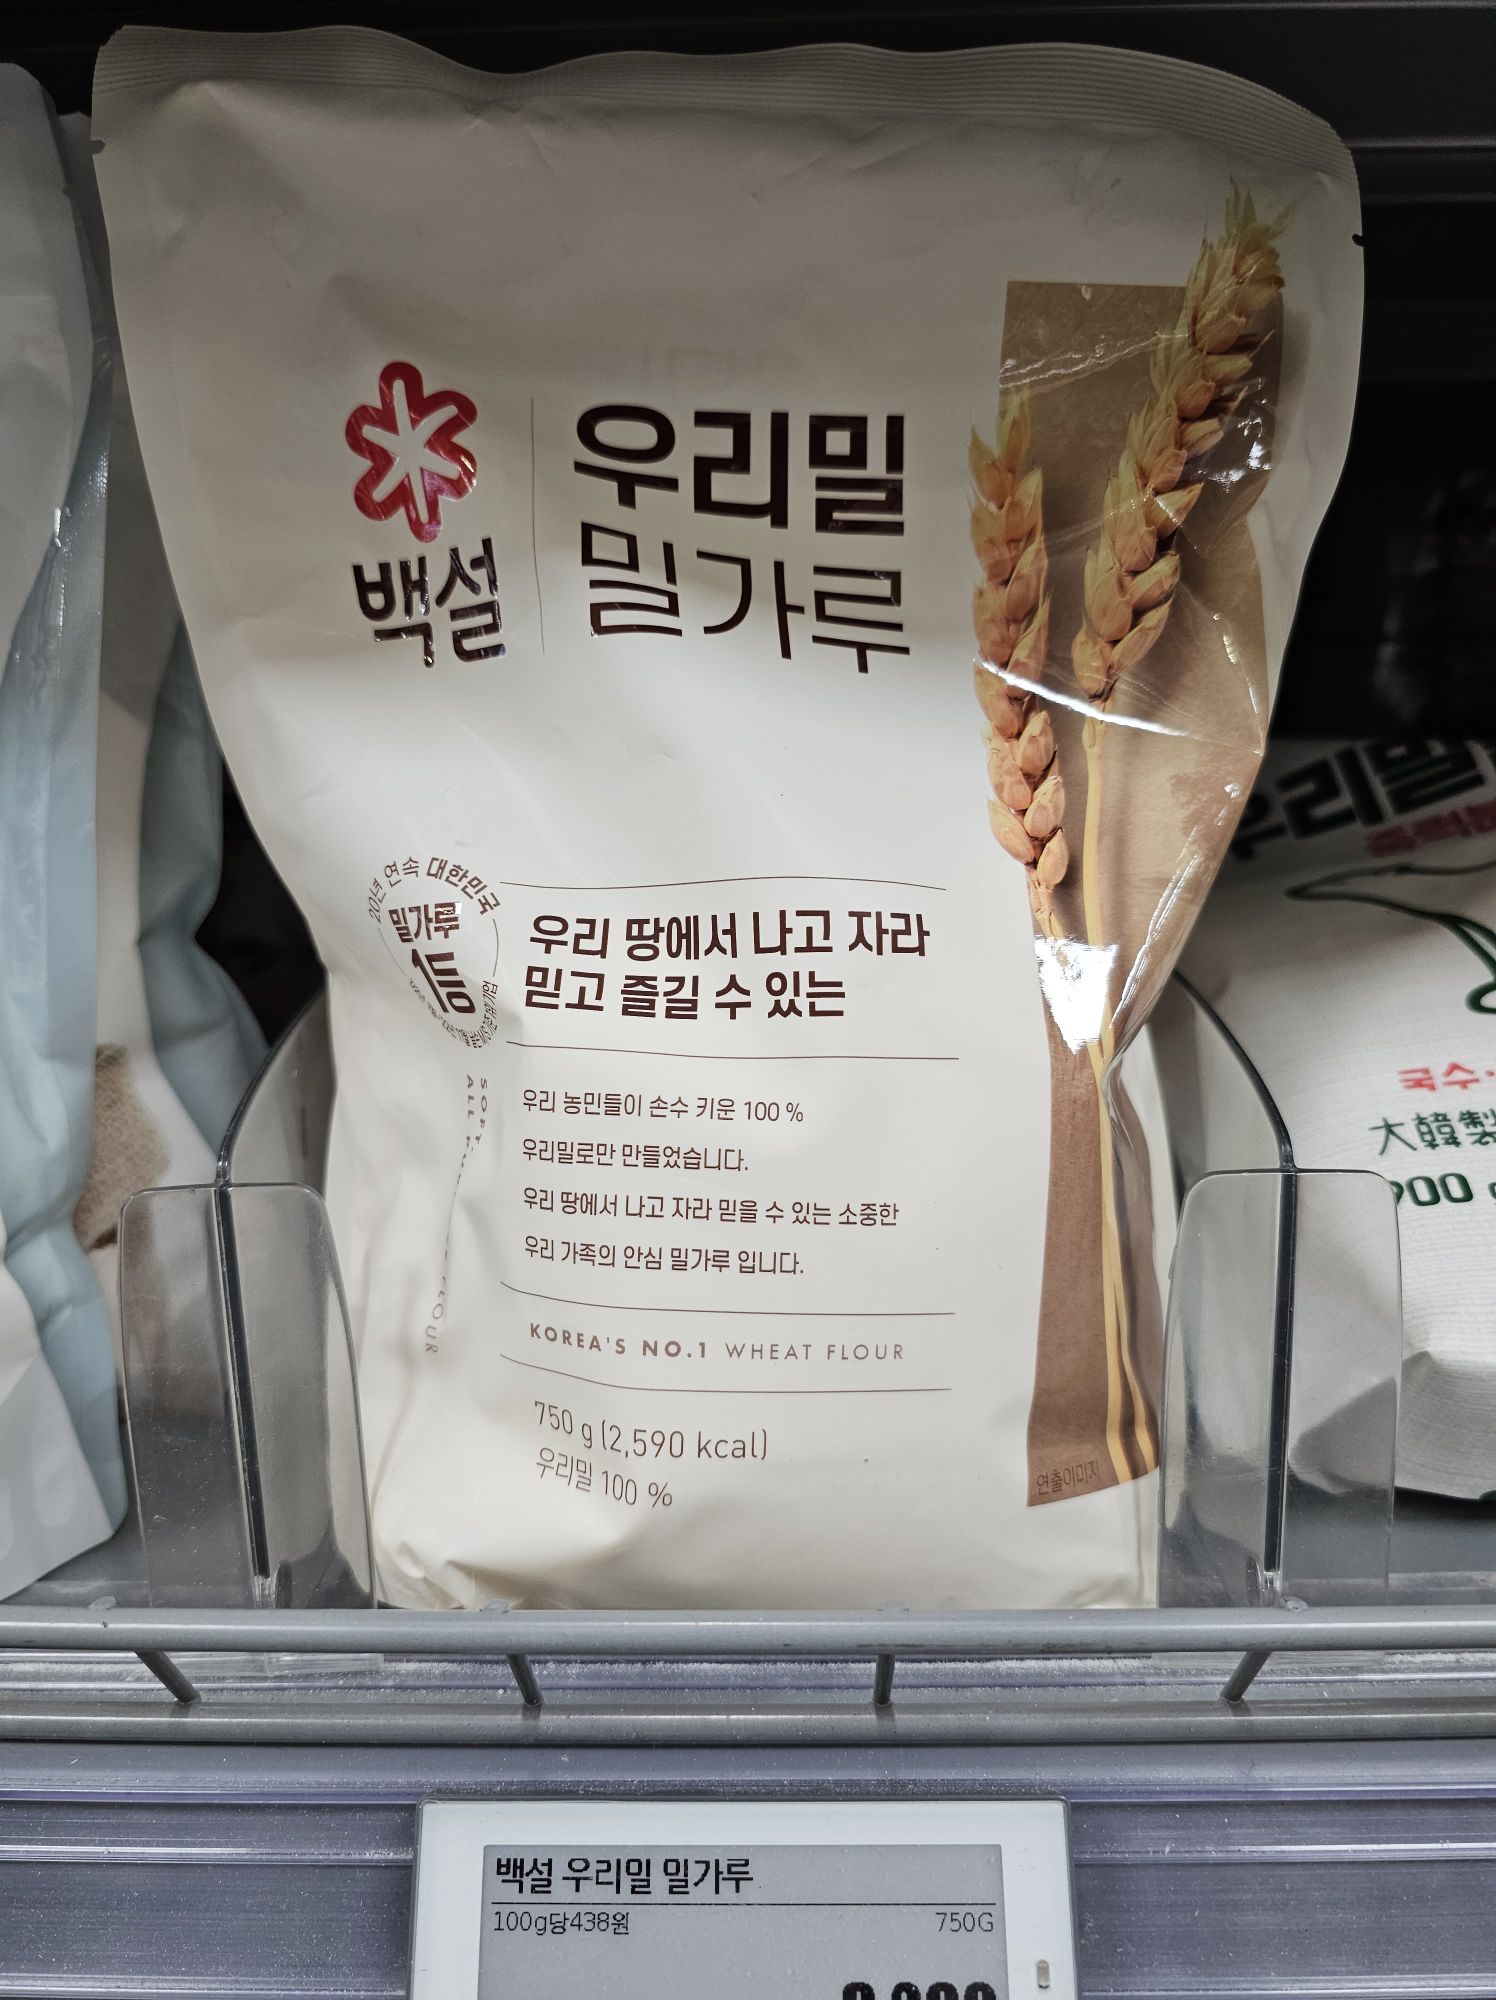 백설
우리밀
밀가루
20년 연속 대한민국
밀가루
1등
우리 땅에서 나고 자라
믿고 즐길 수 있는
우리 농민들이 손수 키운 100 %
우리밀로만 만들었습니다.
우리 땅에서 나고 자라 믿을 수 있는 소중한
우리 가족의 안심 밀가루 입니다.
KOREA'S NO.1 WHEAT FLOUR
750 g (2,590 kcal)
우리밀 100 %
연출이미지
SOFT
ALL
FLOUR
우리밀
국수·
大韓製
백설 우리밀 밀가루
100g당438원 750G